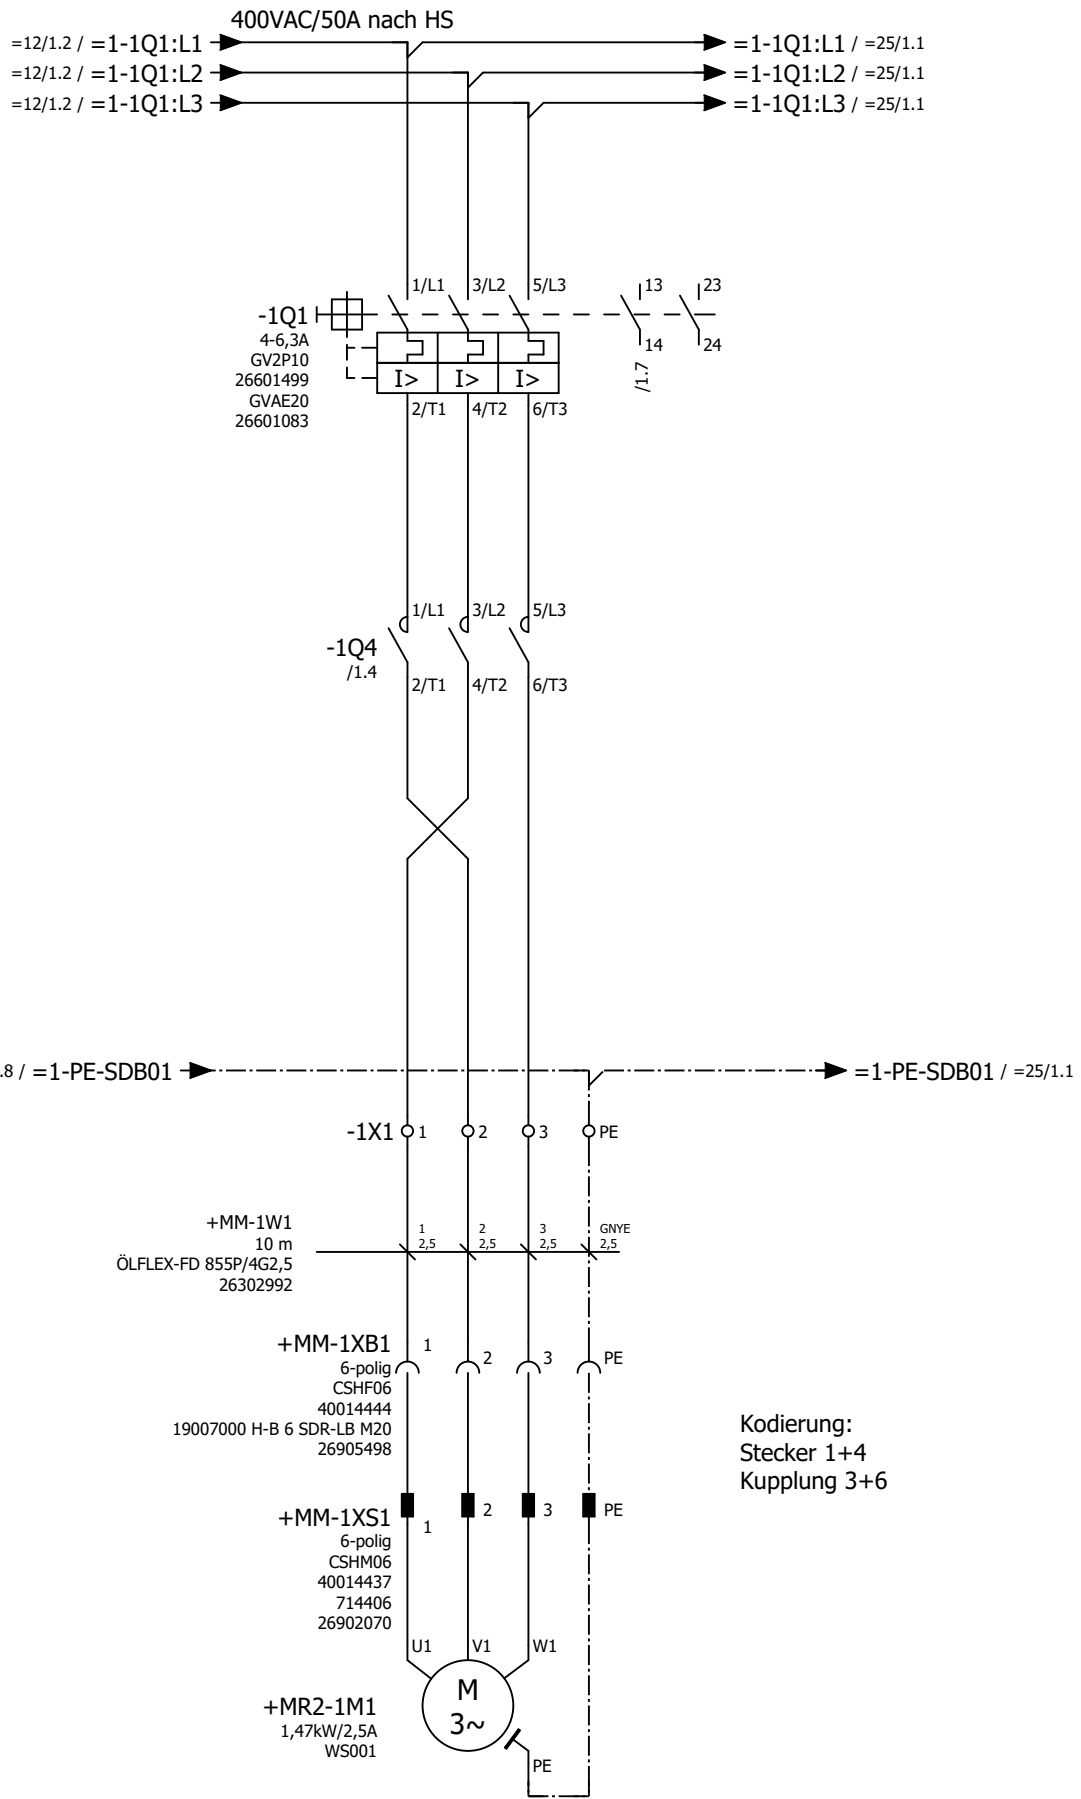 400VAC/50A nach HS
=12/1.2 / =1-1Q1:L1
=1-1Q1:L1 / =25/1.1
=12/1.2 / =1-1Q1:L2
=1-1Q1:L2 / =25/1.1
=12/1.2 / =1-1Q1:L3
=1-1Q1:L3 / =25/1.1
1/L1 3/L2 5/L3 13 23
-1Q1
4-6,3A
GV2P10
26601499
GVAE20
26601083
14 24
/1.7
I> I> I>
2/T1 4/T2 6/T3
1/L1 3/L2 5/L3
-1Q4
/1.4
2/T1 4/T2 6/T3
.8 / =1-PE-SDB01
=1-PE-SDB01 / =25/1.1
-1X1 1 2 3 PE
+MM-1W1
10 m
ÖLFLEX-FD 855P/4G2,5
26302992
1 2 3 GNYE
2,5 2,5 2,5 2,5
+MM-1XB1
6-polig
CSHF06
40014444
19007000 H-B 6 SDR-LB M20
26905498
1 2 3 PE
Kodierung:
Stecker 1+4
Kupplung 3+6
+MM-1XS1
6-polig
CSHM06
40014437
714406
26902070
1 2 3 PE
U1 V1 W1
M
3~
+MR2-1M1
1,47kW/2,5A
WS001
PE